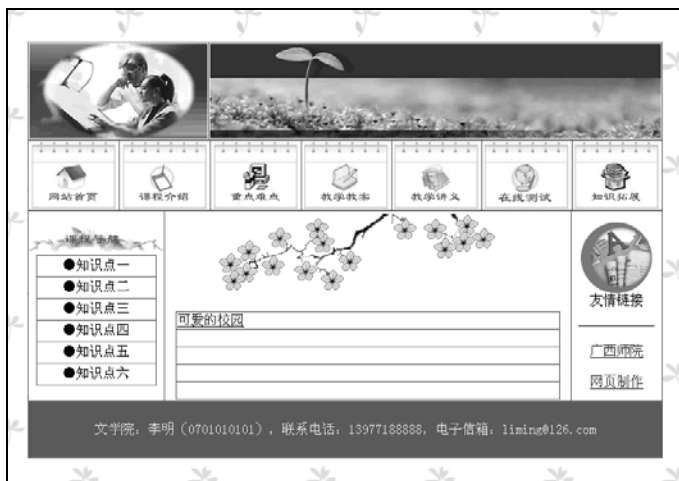 网站首页 课程介绍 重点难点 教学教案 教学讲义 在线测试 知识拓展
●知识点一
●知识点二
●知识点三
●知识点四
●知识点五
●知识点六
可爱的校园
友情链接
广西师院
网页制作
文学院：李明（0701010101），联系电话：13977188888，电子信箱：liming@126.com